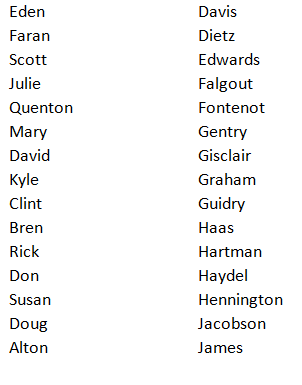 Eden Davis
Faran Dietz
Scott Edwards
Julie Falgout
Quenton Fontenot
Mary Gentry
David Gisclair
Kyle Graham
Clint Guidry
Bren Haas
Rick Hartman
Don Haydel
Susan Hennington
Doug Jacobson
Alton James